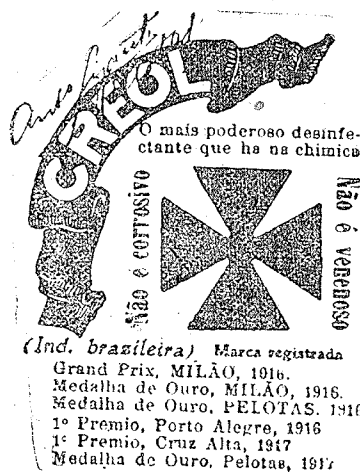 CREOL
O mais poderoso desinfe-
ctante que ha na chimica
Não é corrosivo
Não é venenoso
(Ind. brazileira) Marca registrada
Grand Prix, MILÃO, 1916.
Medalha de Ouro, MILÃO, 1916.
Medalha de Ouro, PELOTAS. 1916
1º Premio, Porto Alegre, 1916
1º Premio, Cruz Alta, 1917
Medalha de Ouro, Pelotas, 1917